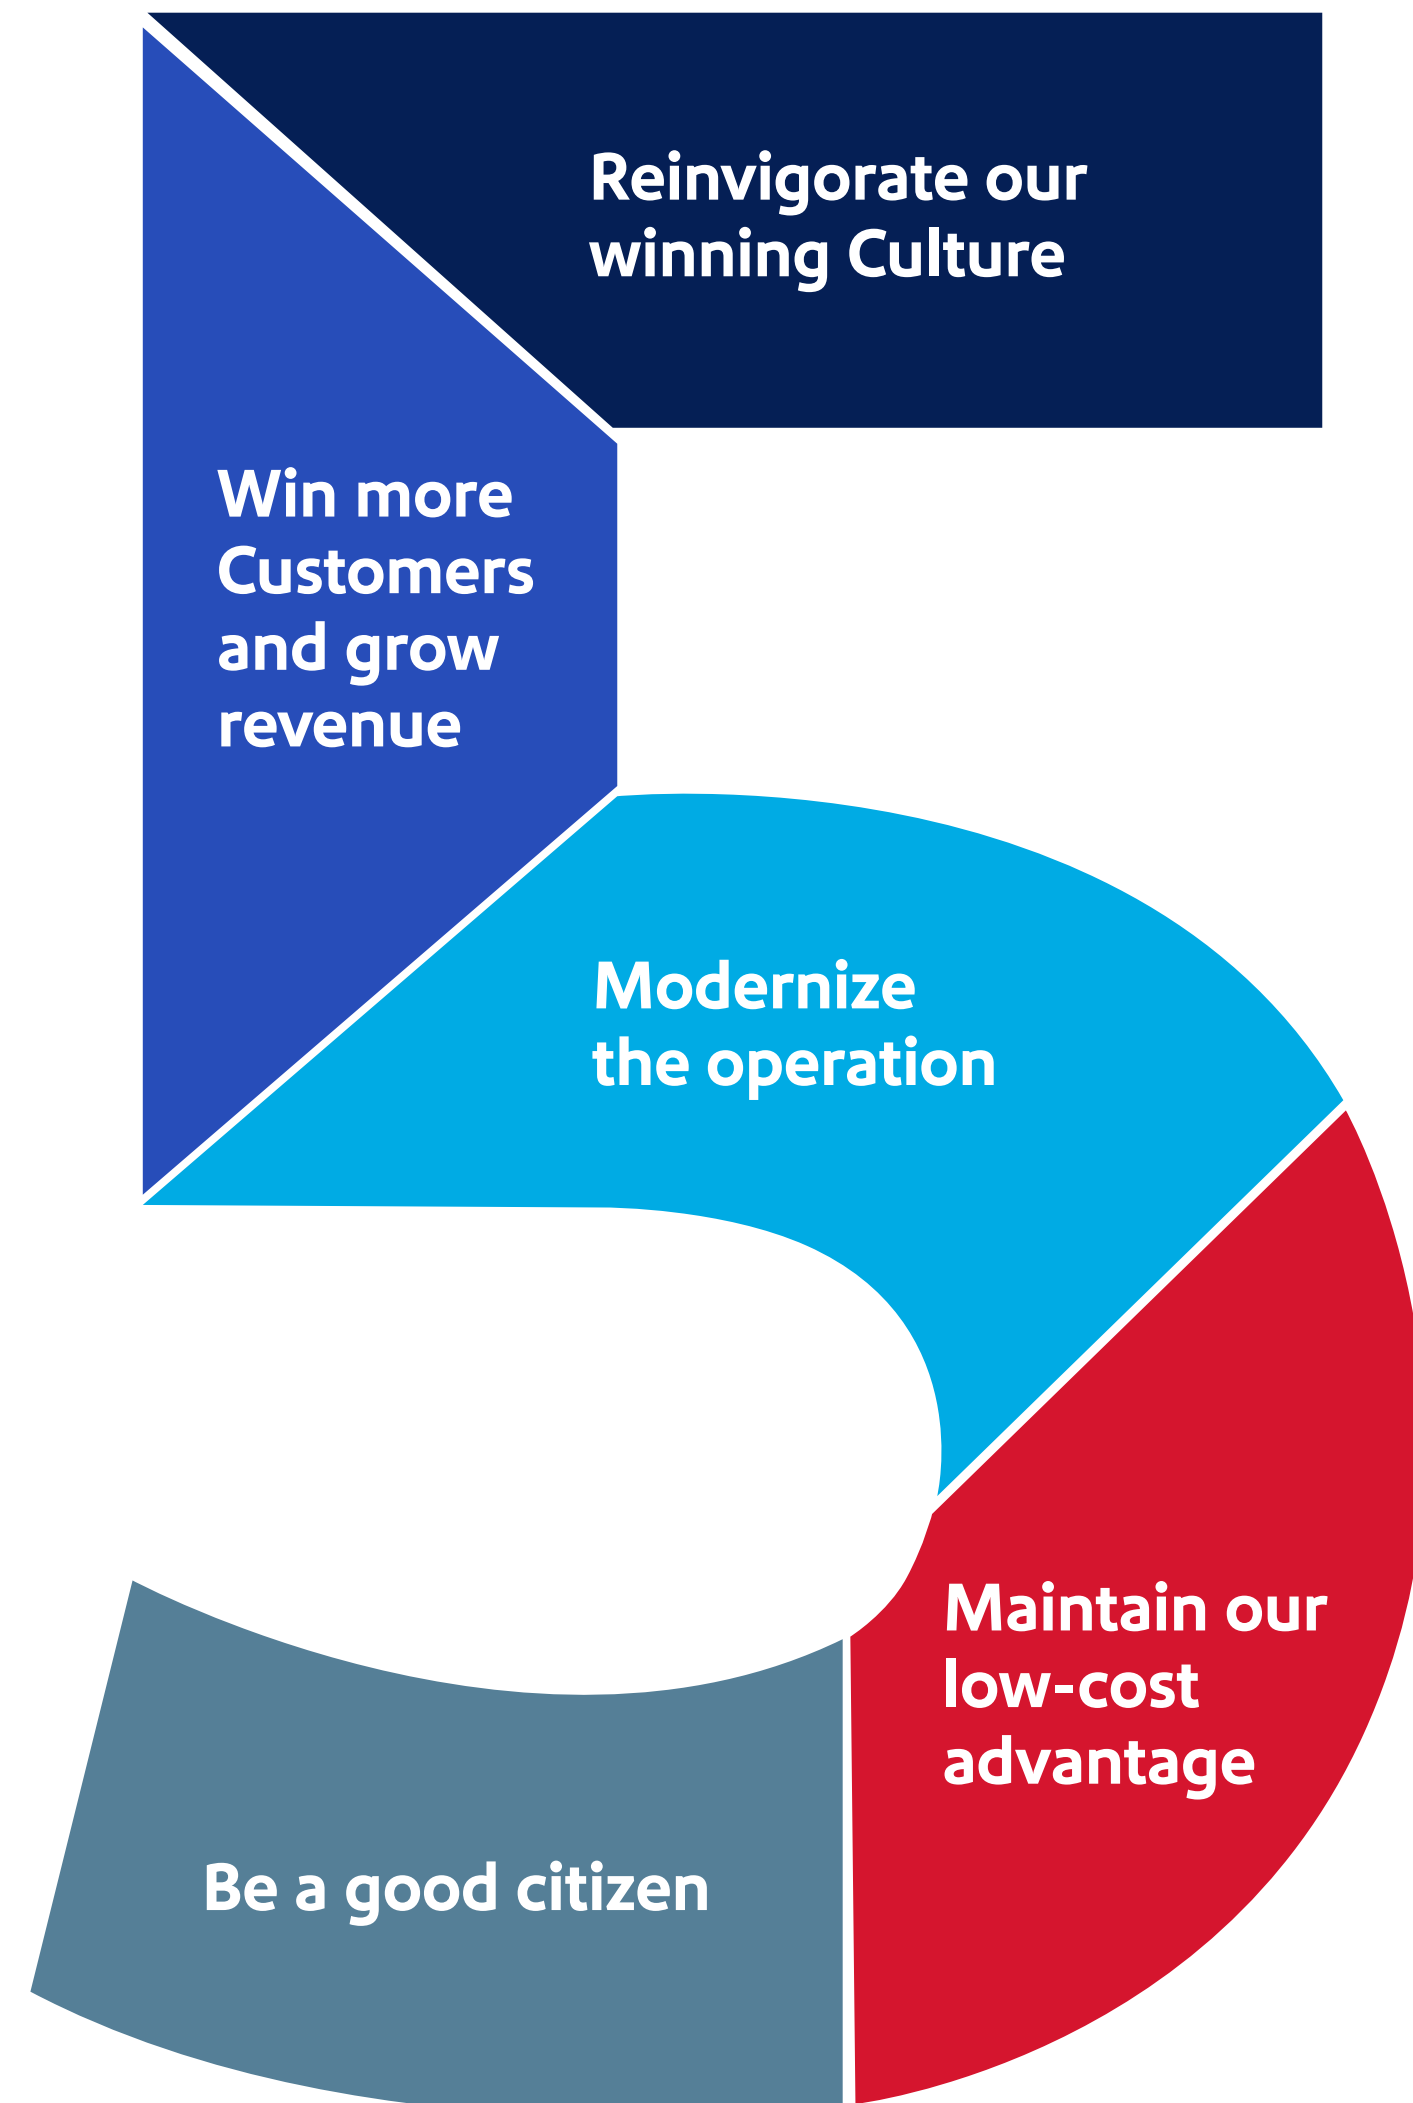 Reinvigorate our
winning Culture
Win more
Customers
and grow
revenue
Modernize
the operation
Maintain our
low-cost
advantage
Be a good citizen